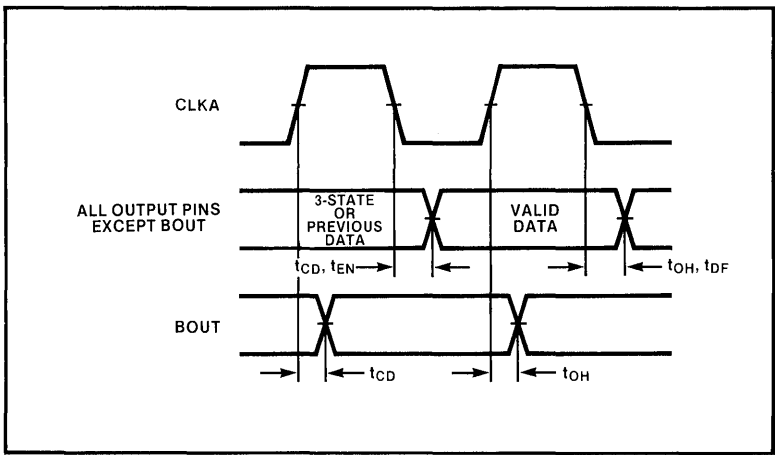 CLKA
ALL OUTPUT PINS
EXCEPT BOUT
3-STATE
OR
PREVIOUS
DATA
VALID
DATA
tCD, tEN
tOH, tDF
BOUT
tCD
tOH